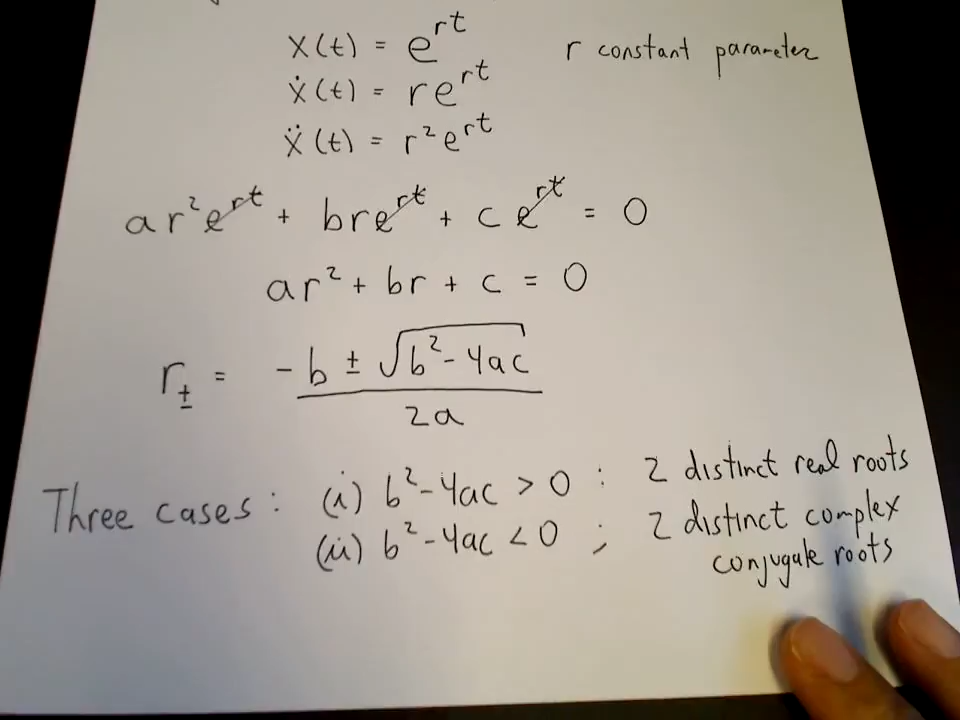 x(t) = e^{rt} r constant parameter
ẋ(t) = re^{rt}
ẍ(t) = r²e^{rt}
ar²e^{rt} + bre^{rt} + ce^{rt} = 0
ar² + br + c = 0
r± = (-b ± √(b²-4ac)) / 2a
Three cases: (i) b²-4ac > 0 : 2 distinct real roots
(ii) b²-4ac < 0 ; 2 distinct complex
conjugate roots